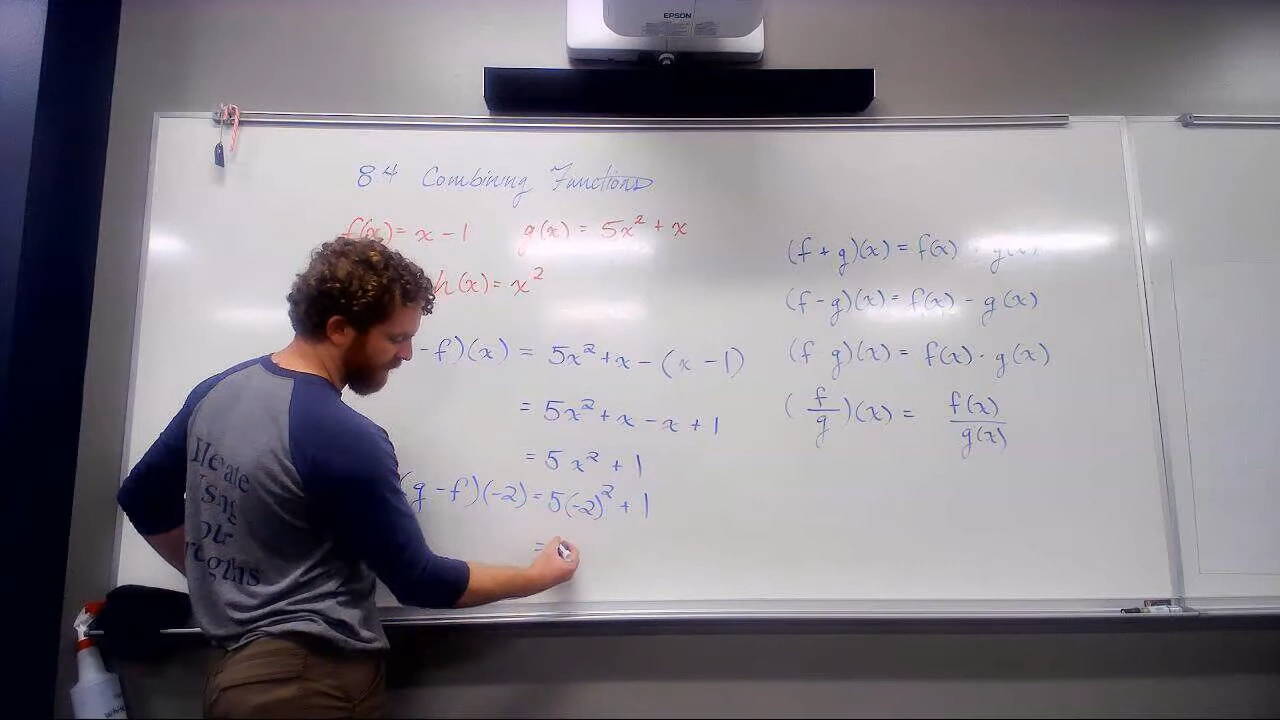 EPSON
8.4 Combining Functions
f(x) = x - 1 g(x) = 5x² + x
h(x) = x²
- f)(x) = 5x² + x - (x - 1)
= 5x² + x - x + 1
= 5x² + 1
(g - f)(-2) = 5(-2)² + 1
=
(f + g)(x) = f(x) g(x)
(f - g)(x) = f(x) - g(x)
(f g)(x) = f(x) · g(x)
(f/g)(x) = f(x)/g(x)